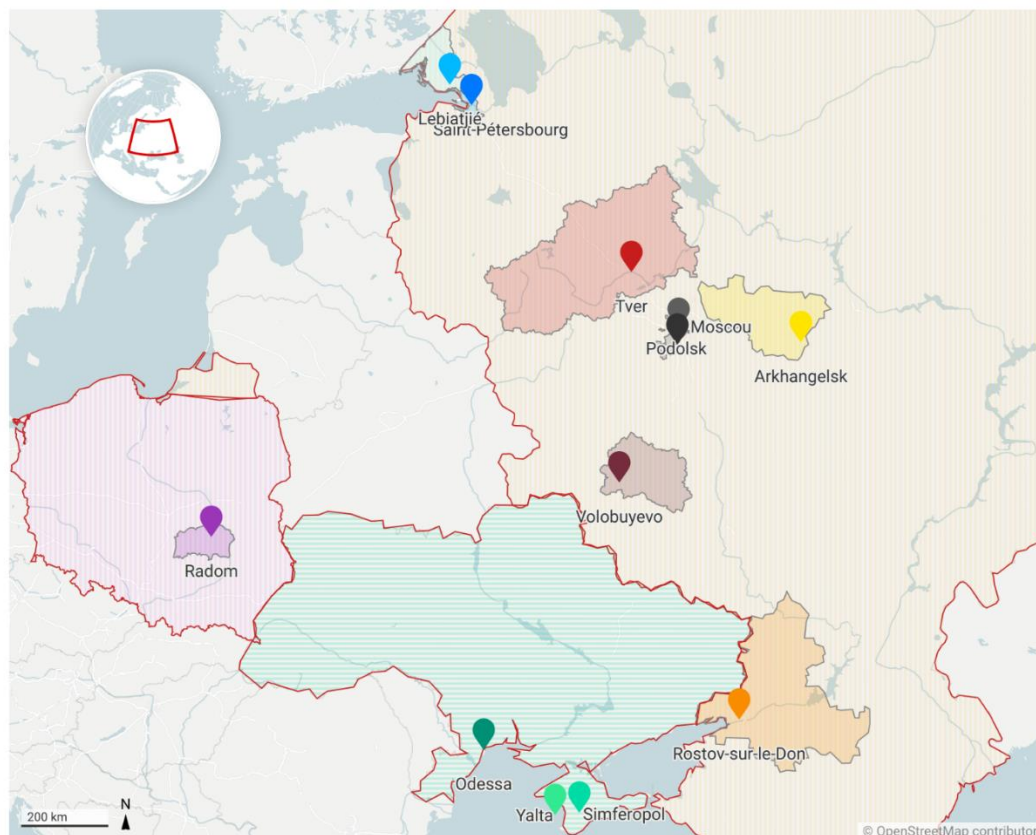 Lebiatjié
Saint-Pétersbourg
Tver
Moscou
Podolsk
Arkhangelsk
Volobuyevo
Radom
Rostov-sur-le-Don
Odessa
Yalta
Simferopol
200 km
N
© OpenStreetMap contributor